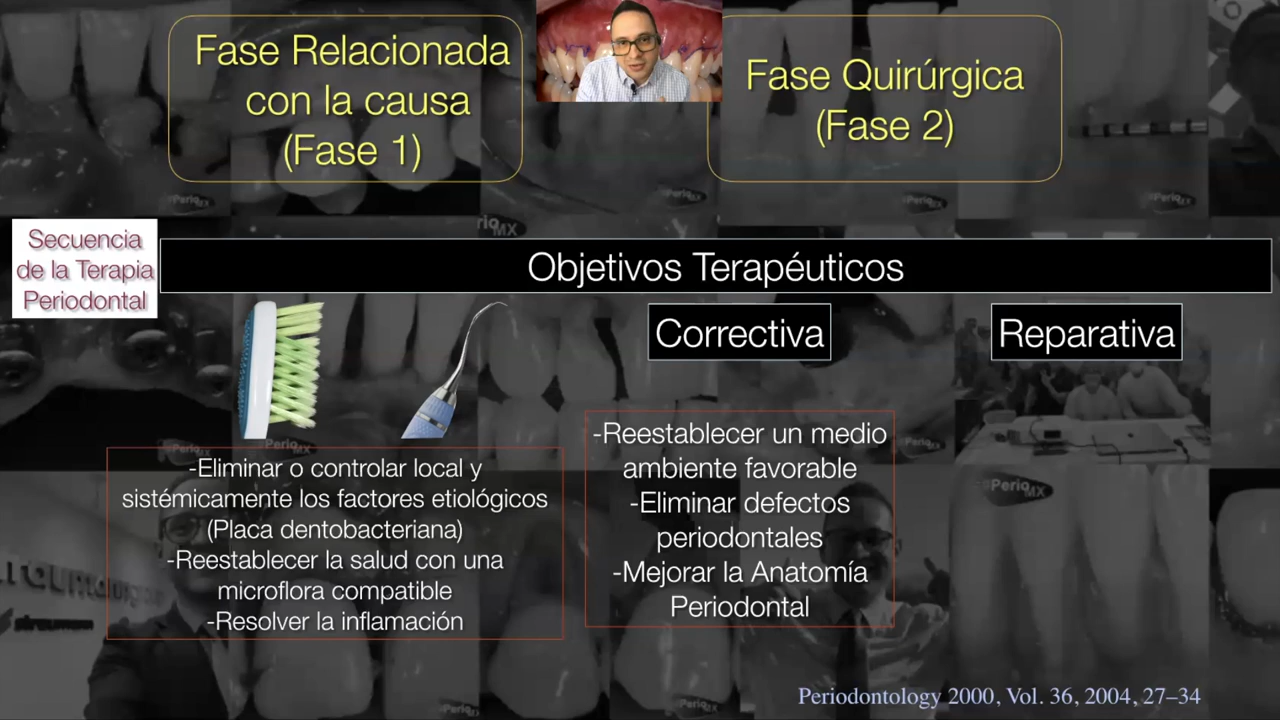 Fase Relacionada
con la causa
(Fase 1)
Fase Quirúrgica
(Fase 2)
Secuencia
de la Terapia
Periodontal
Objetivos Terapéuticos
Correctiva
Reparativa
-Eliminar o controlar local y
sistémicamente los factores etiológicos
(Placa dentobacteriana)
-Reestablecer la salud con una
microflora compatible
-Resolver la inflamación
-Reestablecer un medio
ambiente favorable
-Eliminar defectos
periodontales
-Mejorar la Anatomía
Periodontal
PerioMX
Periodontology 2000, Vol. 36, 2004, 27–34